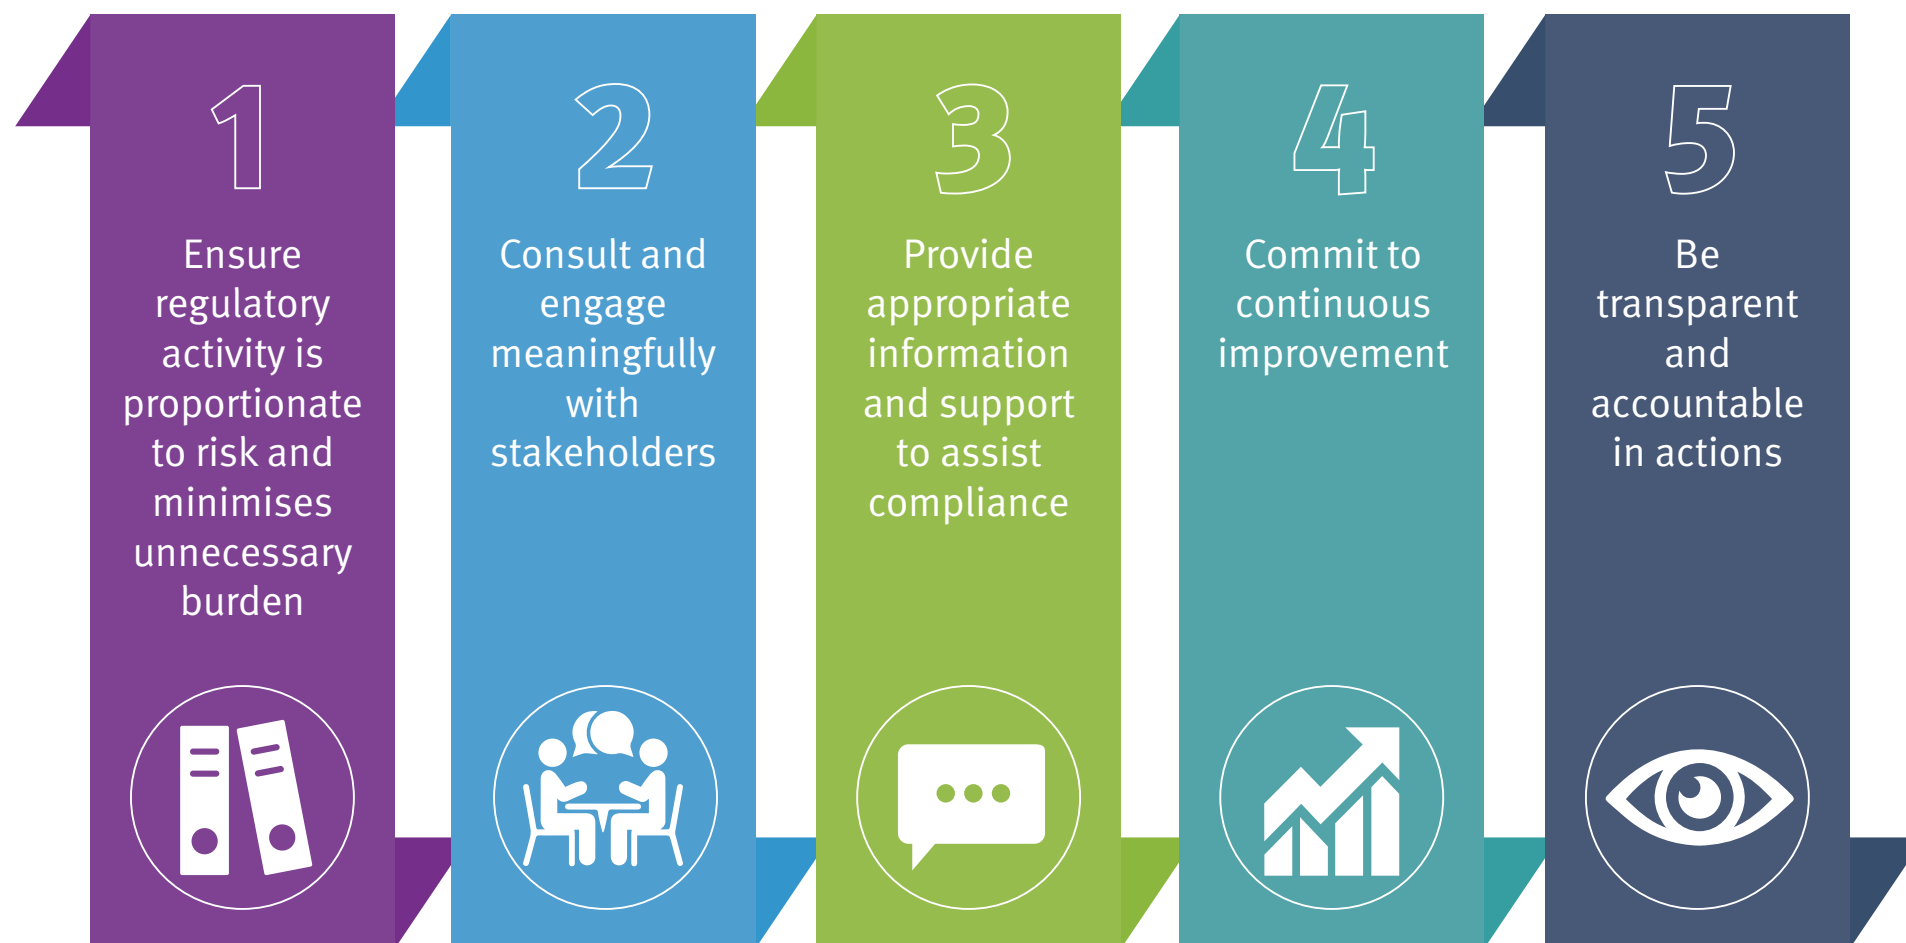 1
Ensure
regulatory
activity is
proportionate
to risk and
minimises
unnecessary
burden
2
Consult and
engage
meaningfully
with
stakeholders
3
Provide
appropriate
information
and support
to assist
compliance
4
Commit to
continuous
improvement
5
Be
transparent
and
accountable
in actions